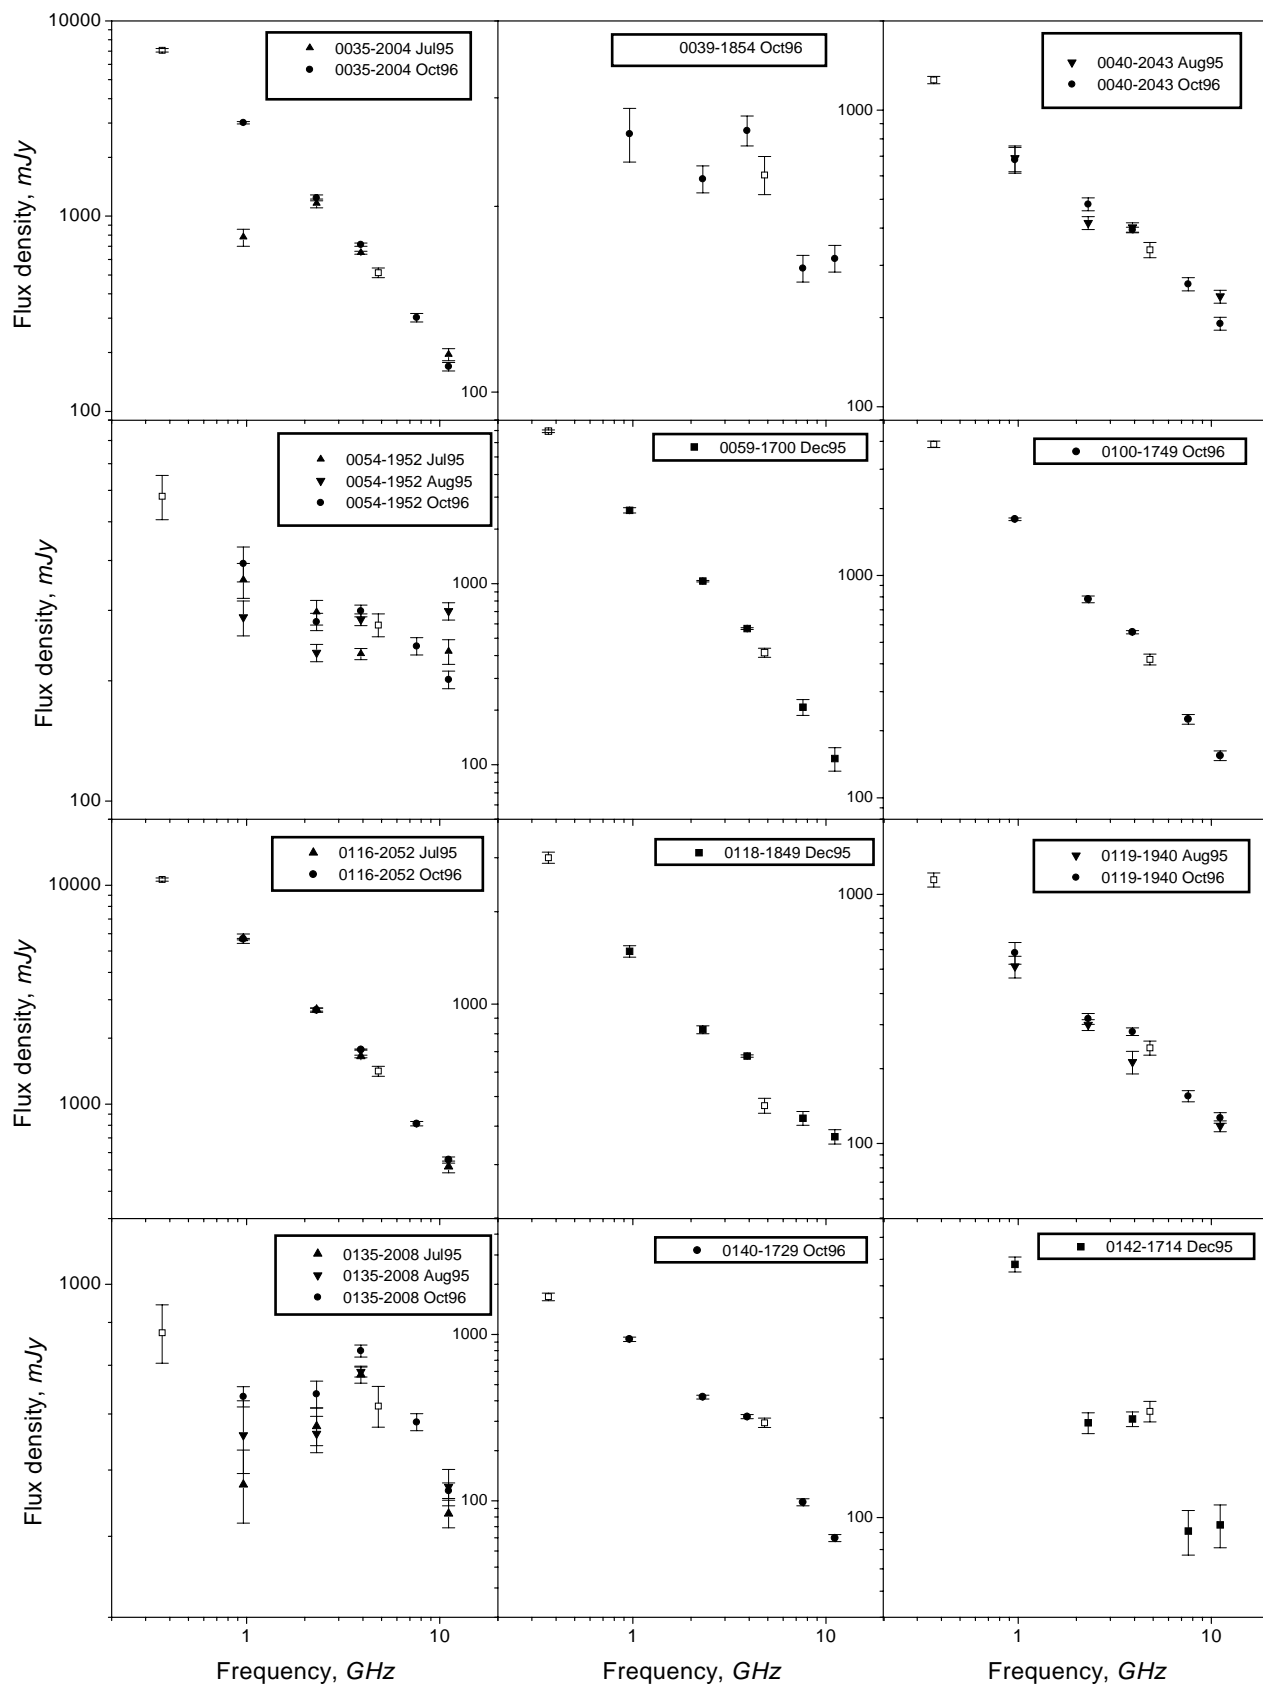 10000
1000
100
Flux density, mJy
0035-2004 Jul95
0035-2004 Oct96
100
0039-1854 Oct96
1000
100
0040-2043 Aug95
0040-2043 Oct96
100
Flux density, mJy
0054-1952 Jul95
0054-1952 Aug95
0054-1952 Oct96
1000
100
0059-1700 Dec95
1000
100
0100-1749 Oct96
10000
1000
Flux density, mJy
0116-2052 Jul95
0116-2052 Oct96
1000
0118-1849 Dec95
1000
100
0119-1940 Aug95
0119-1940 Oct96
1000
Flux density, mJy
0135-2008 Jul95
0135-2008 Aug95
0135-2008 Oct96
1000
100
0140-1729 Oct96
100
0142-1714 Dec95
1 10
1 10
1 10
Frequency, GHz
Frequency, GHz
Frequency, GHz